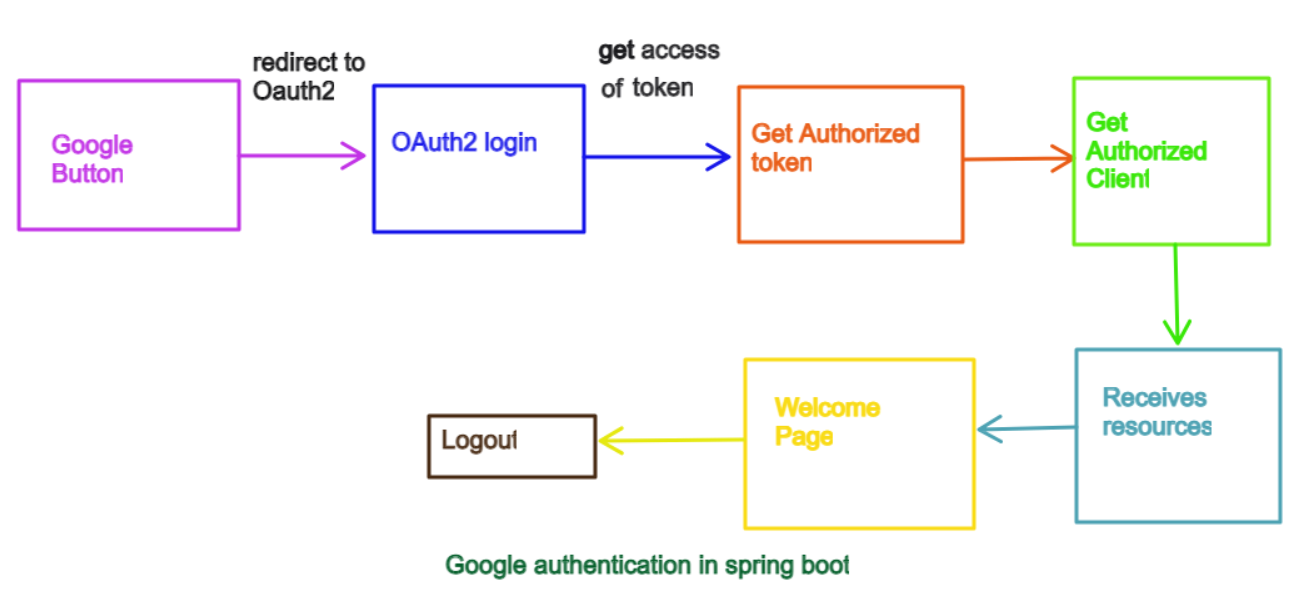 redirect to
Oauth2
get access
of token
Google
Button
OAuth2 login
Get Authorized
token
Get
Authorized
Client
Receives
resources
Welcome
Page
Logout
Google authentication in spring boot